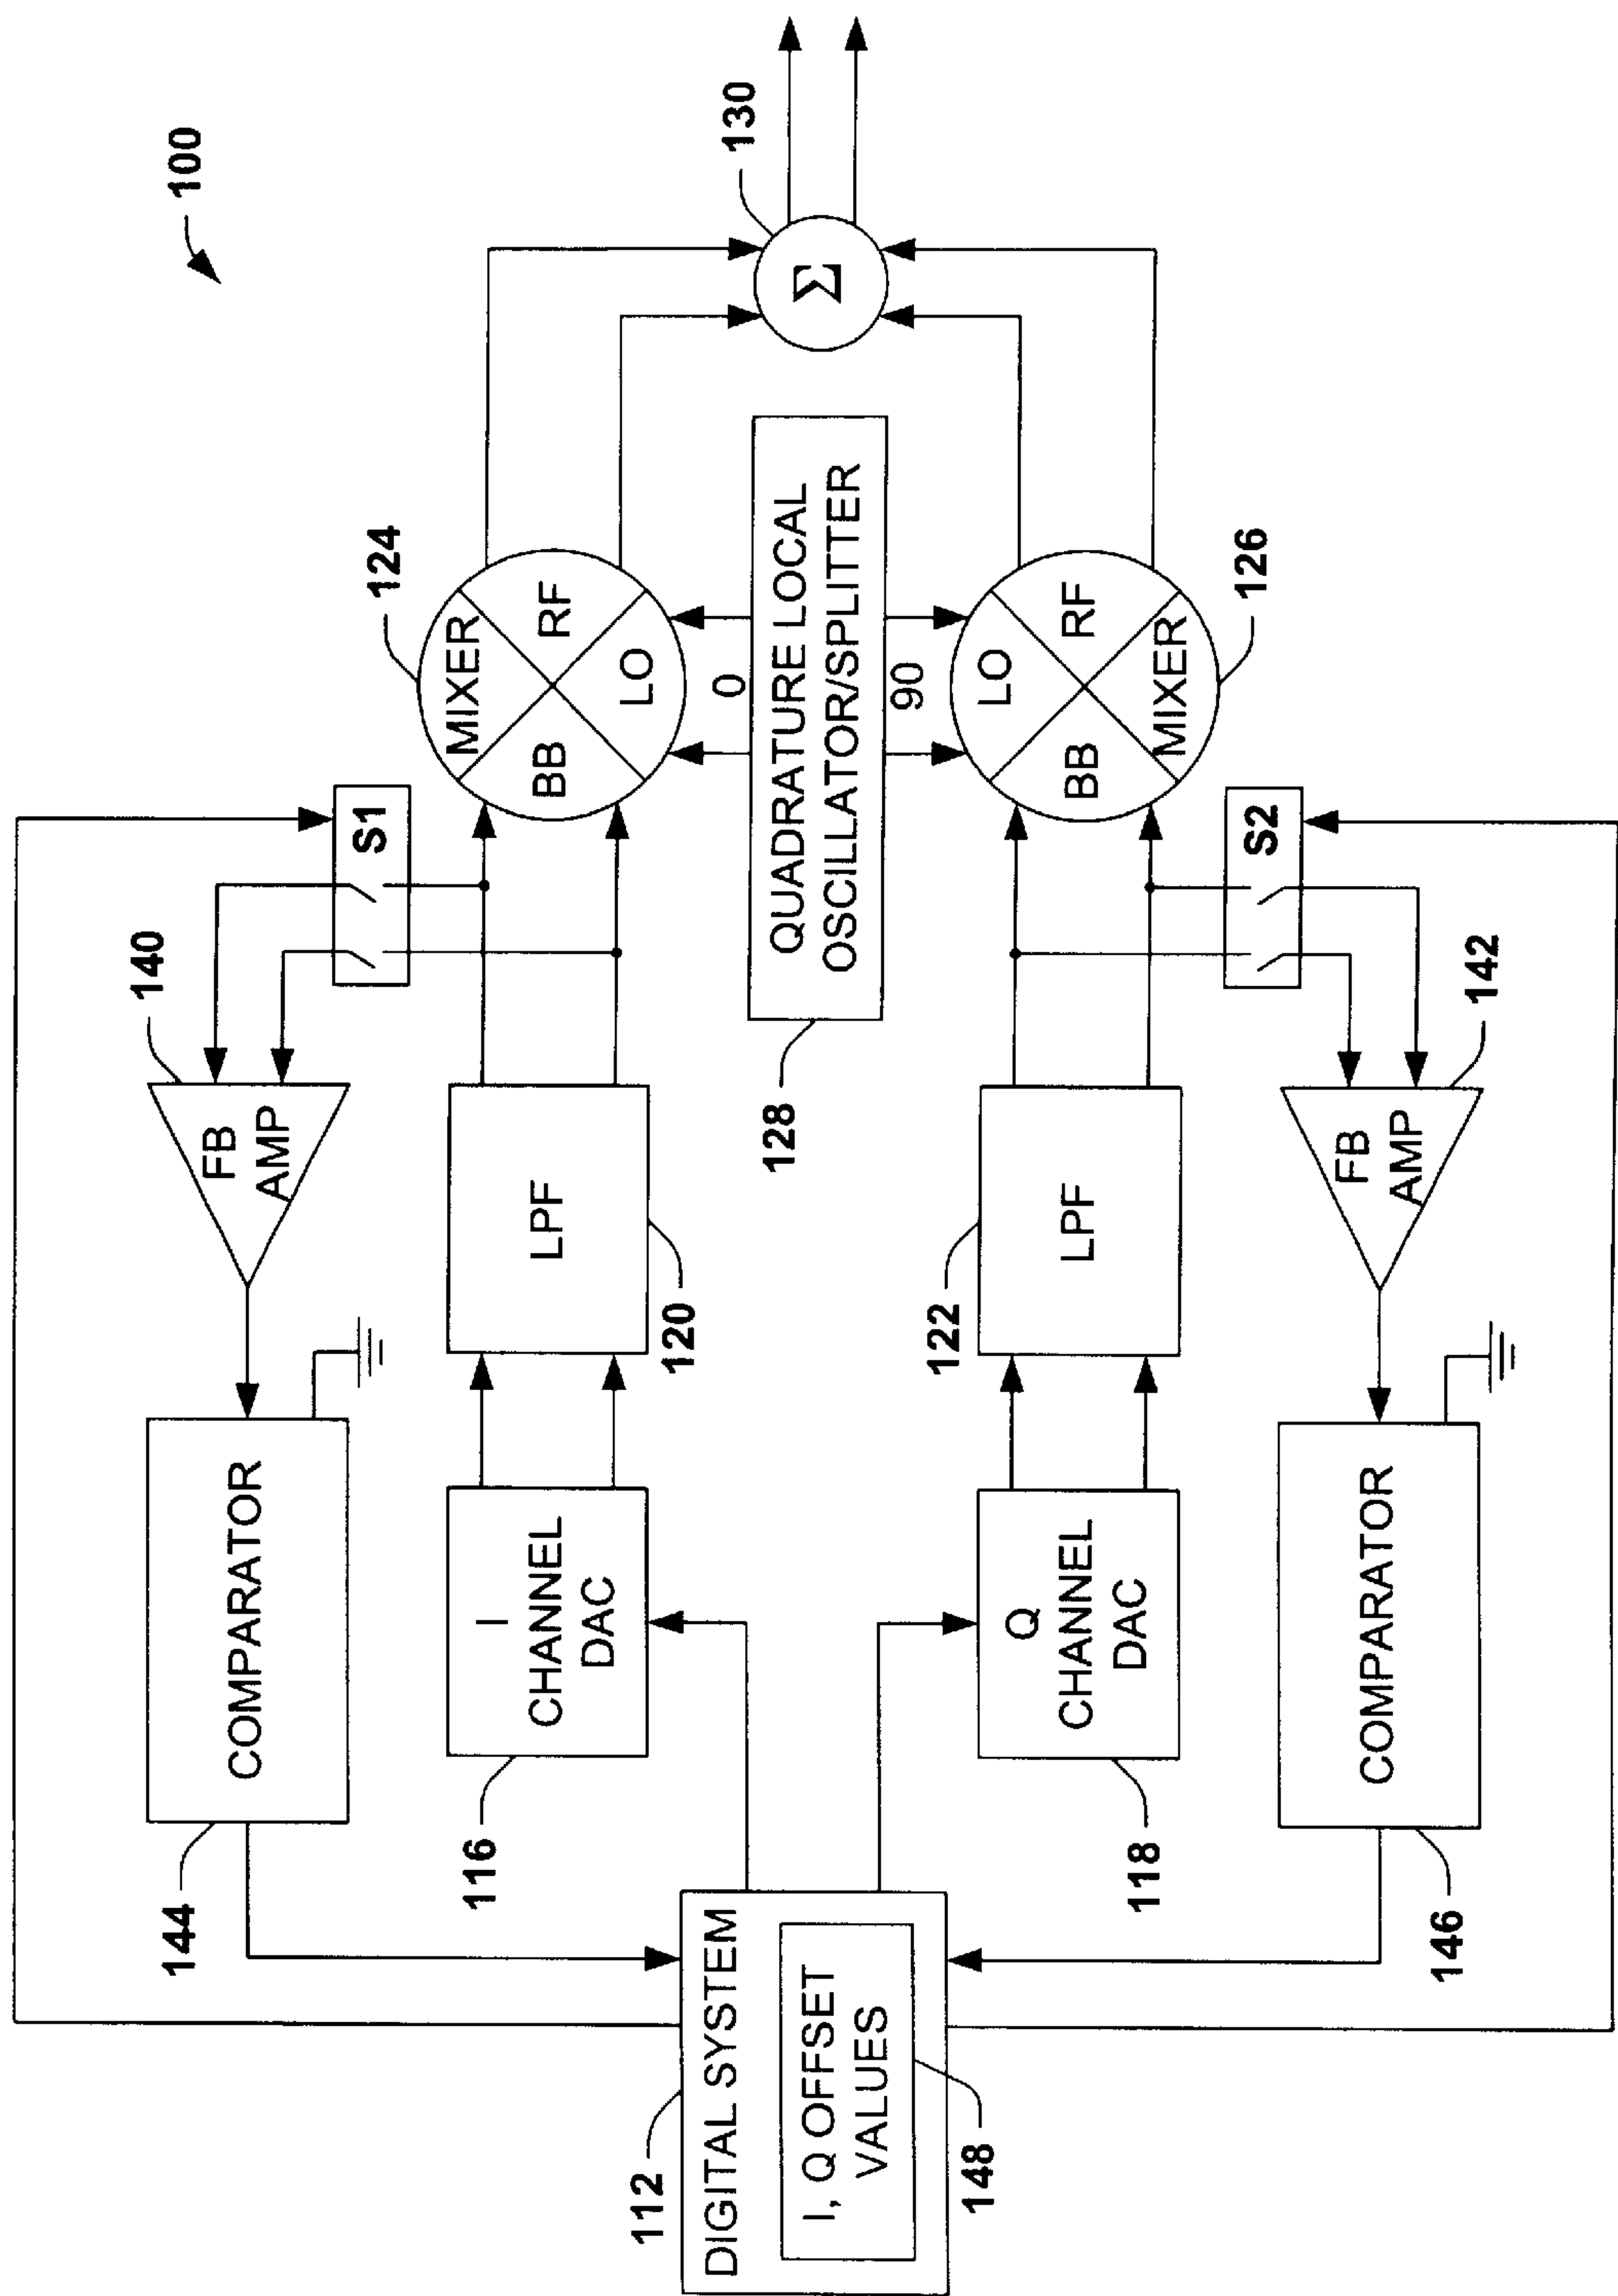 100
144
COMPARATOR
FB
AMP
140
S1
124
MIXER
BB
RF
LO
130
Σ
116
I
CHANNEL
DAC
LPF
120
0
112
DIGITAL SYSTEM
I, Q OFFSET
VALUES
148
128
QUADRATURE LOCAL
OSCILLATOR/SPLITTER
90
118
Q
CHANNEL
DAC
122
LPF
LO
BB
RF
MIXER
126
S2
146
COMPARATOR
FB
AMP
142